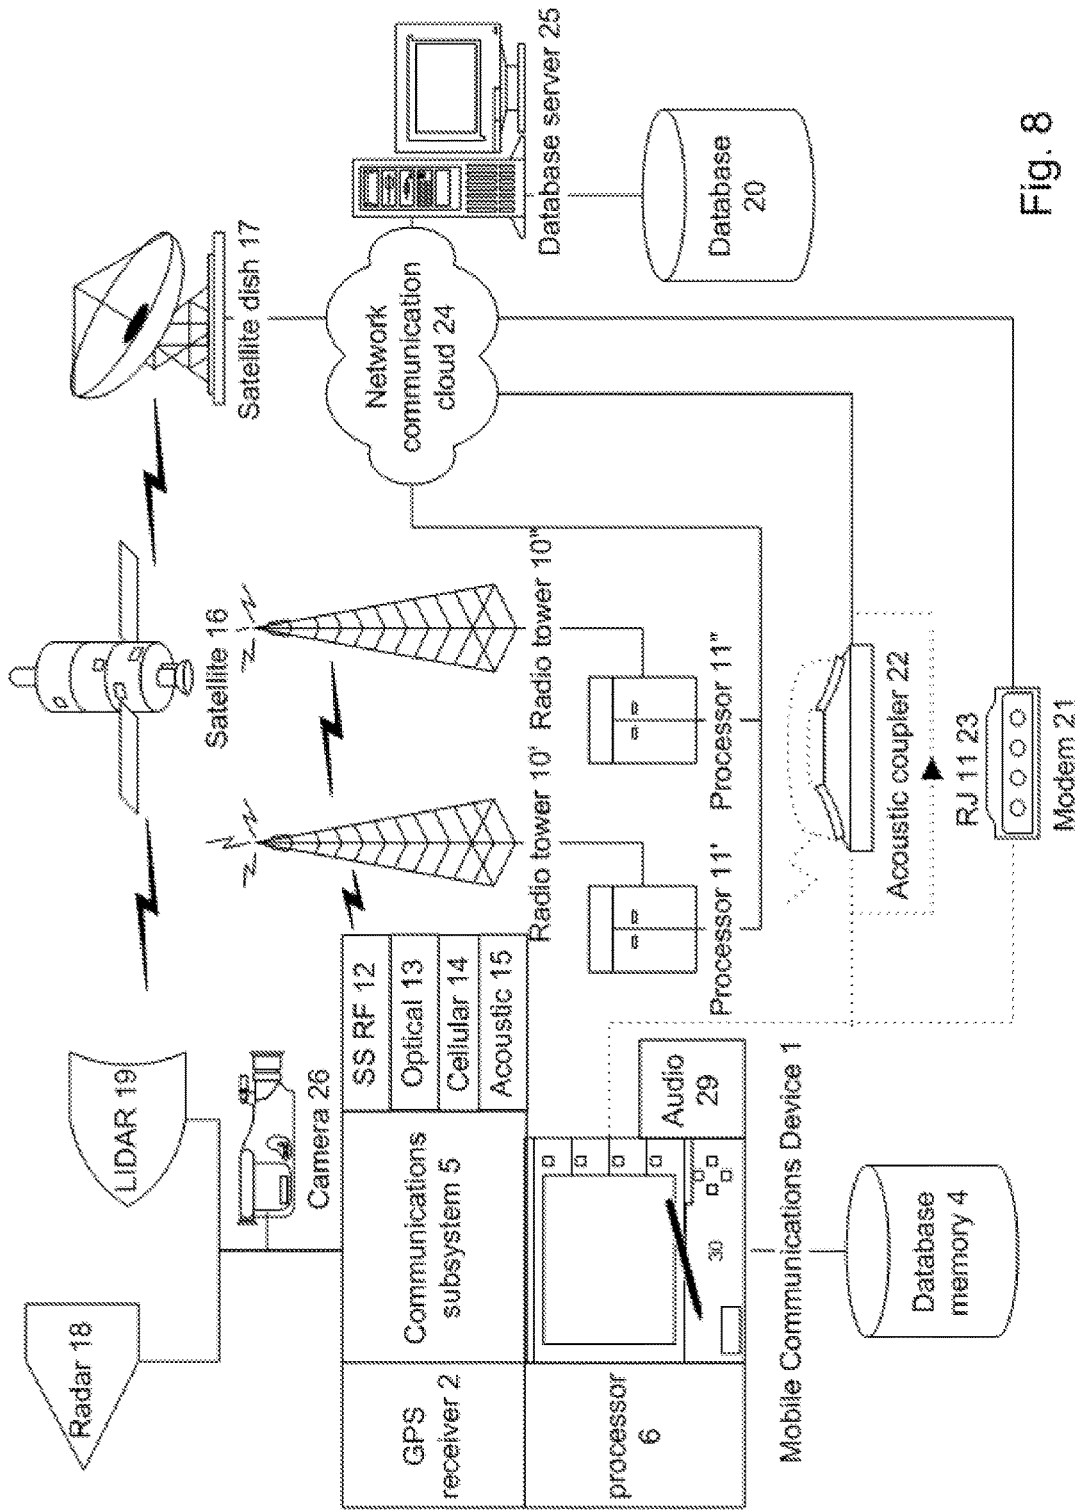 Radar 18
LIDAR 19
Satellite 16
Satellite dish 17
Camera 26
GPS
receiver 2
Communications
subsystem 5
SS RF 12
Optical 13
Cellular 14
Acoustic 15
Radio tower 10'
Radio tower 10"
Network
communication
cloud 24
Database server 25
processor
6
30
Audio
29
Processor 11'
Processor 11"
Database
20
Mobile Communications Device 1
Acoustic coupler 22
RJ 11 23
Database
memory 4
Modem 21
Fig. 8